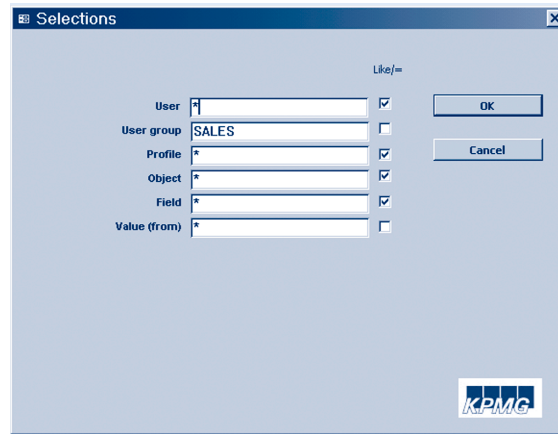 Selections
Like/=
User *
OK
User group SALES
Profile *
Cancel
Object *
Field *
Value (from) *
KPMG